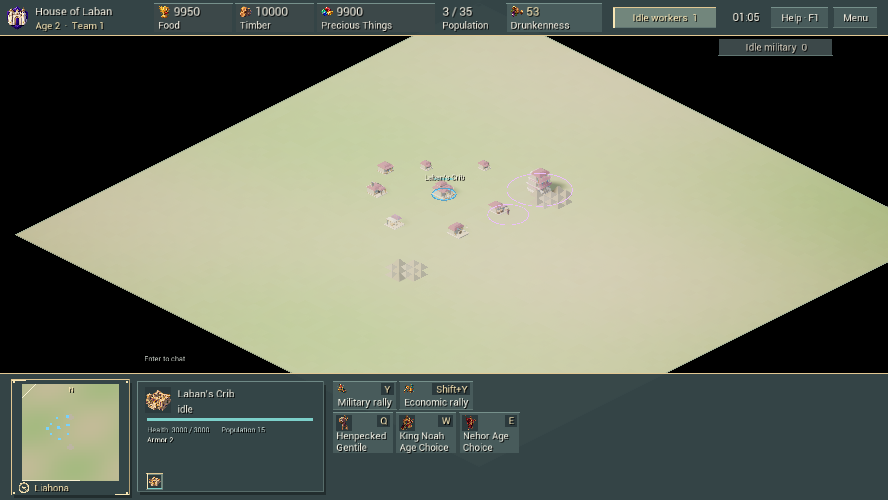 House of Laban
Age 2 · Team 1
9950
Food
10000
Timber
9900
Precious Things
3 / 35
Population
53
Drunkenness
Idle workers 1
01:05
Help · F1
Menu
Idle military 0
Laban's Crib
Enter to chat
n
Liahona
Laban's Crib
idle
Health 3000 / 3000 Population 15
Armor 2
Y
Military rally
Shift+Y
Economic rally
Q
Henpecked
Gentile
W
King Noah
Age Choice
E
Nehor Age
Choice